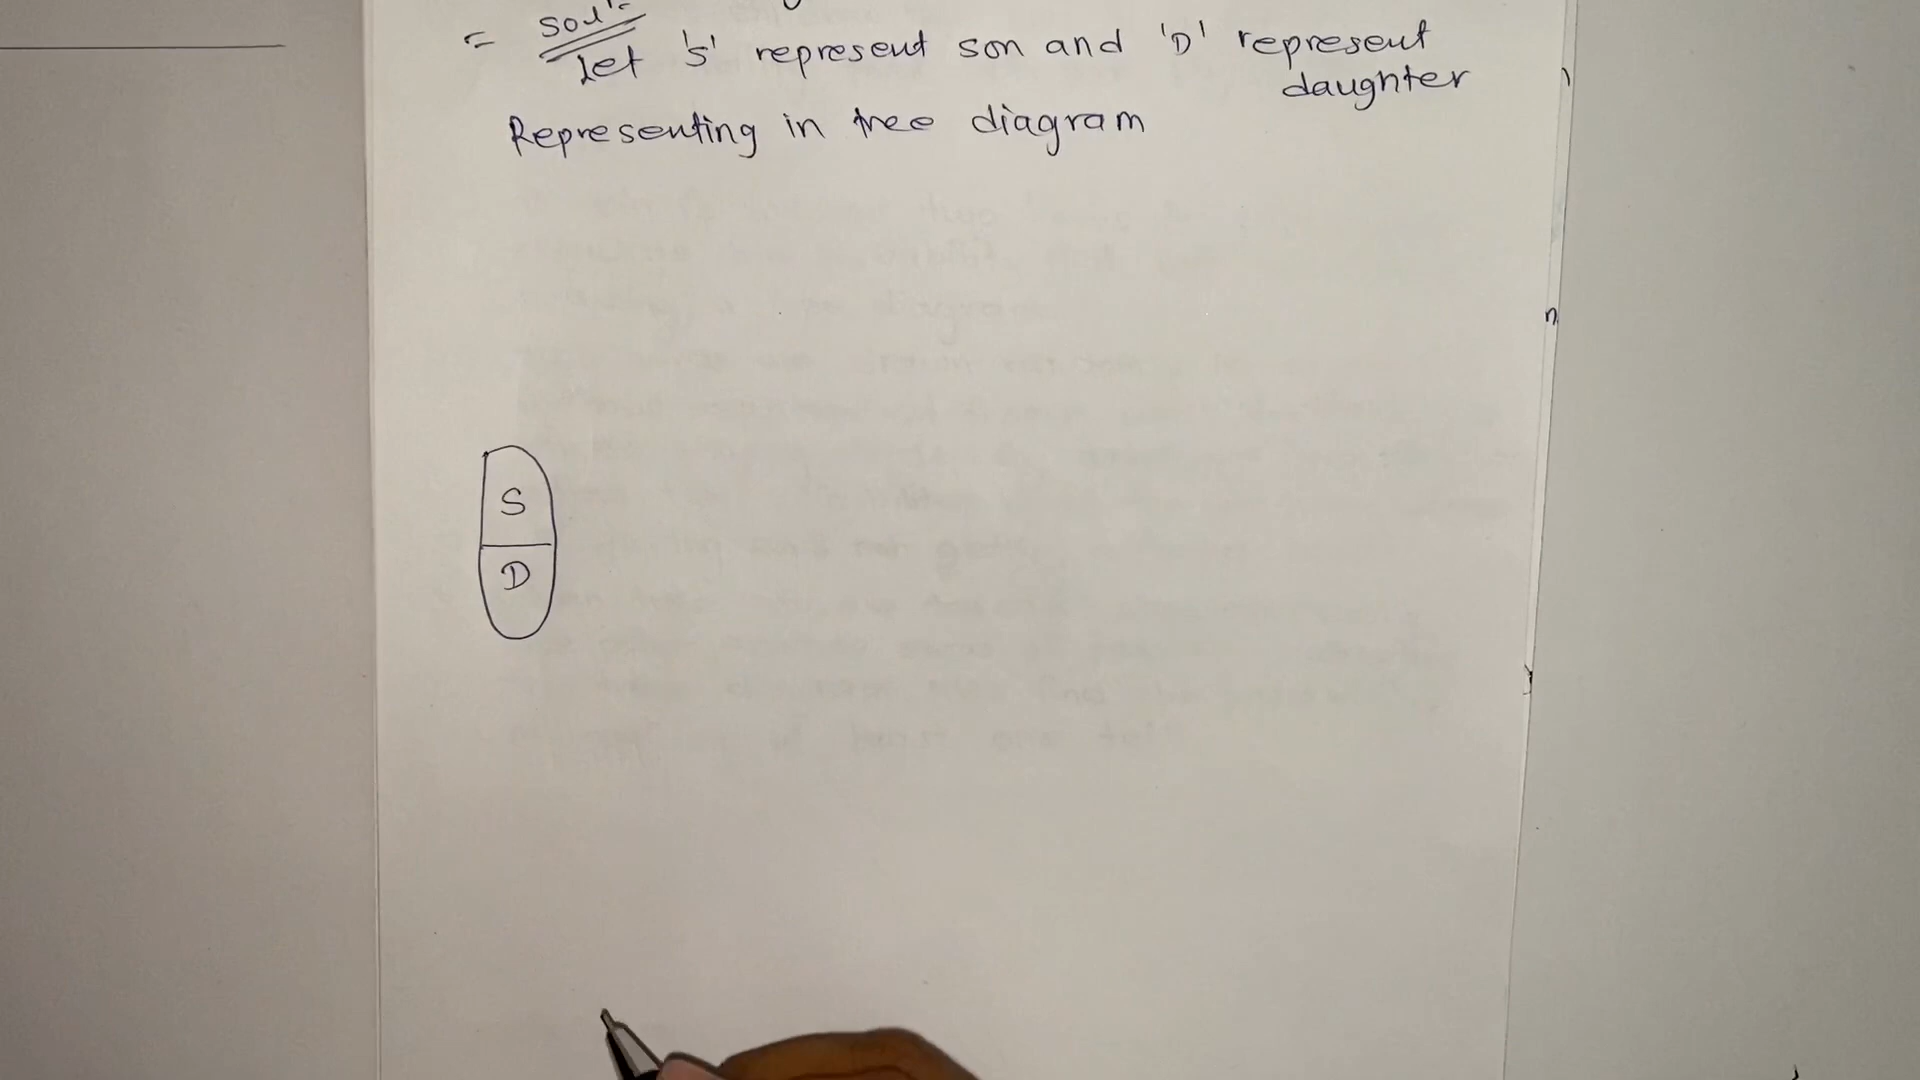 = Sol'n
let 'S' represent son and 'D' represent
daughter
Representing in tree diagram
S
D